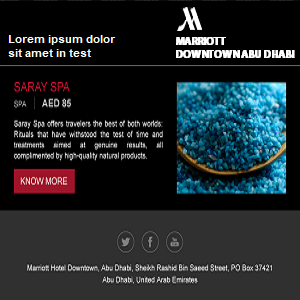 Lorem ipsum dolor
sit amet in test
MARRIOTT
DOWNTOWN ABU DHABI
SARAY SPA
SPA | AED 85
Saray Spa offers travelers the best of both worlds:
Rituals that have withstood the test of time and
treatments aimed at genuine results, all
complimented by high-quality natural products.
KNOW MORE
Marriott Hotel Downtown, Abu Dhabi, Sheikh Rashid Bin Saeed Street, PO Box 37421
Abu Dhabi, United Arab Emirates